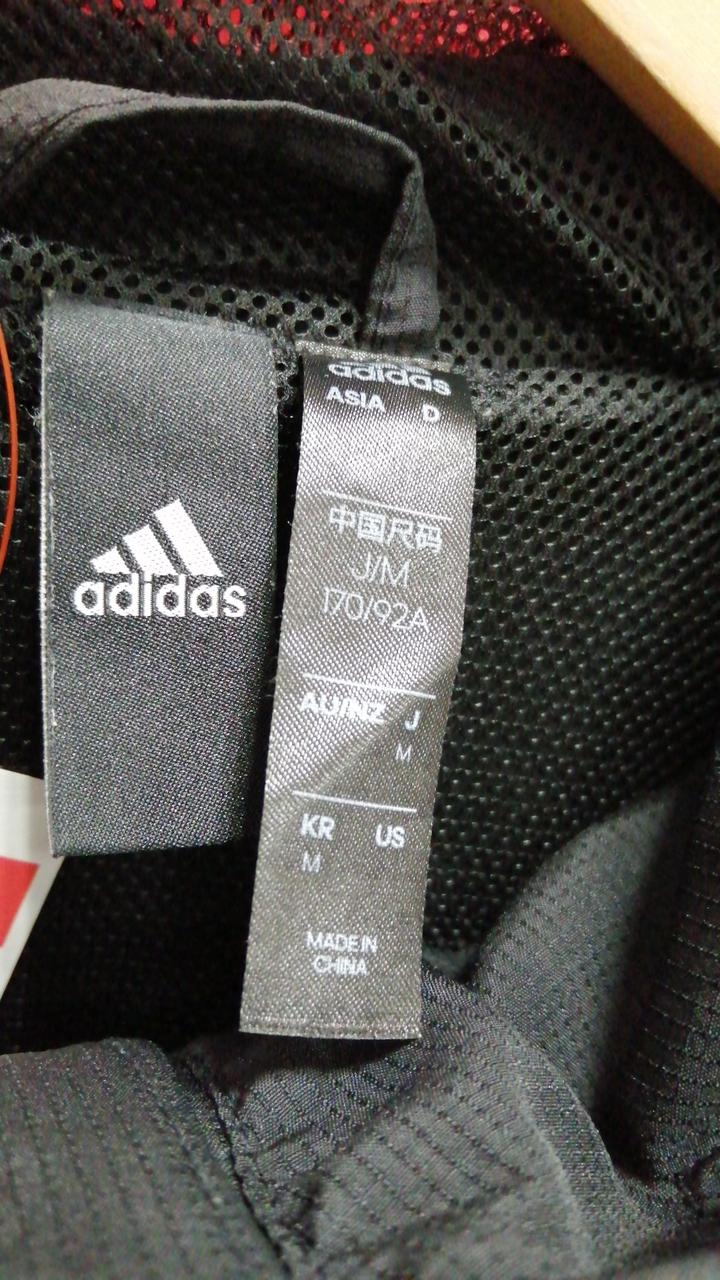 adidas
adidas
ASIA D
中国尺码
J/M
170/92A
AU/NZ J
M
KR US
M
MADE IN
CHINA